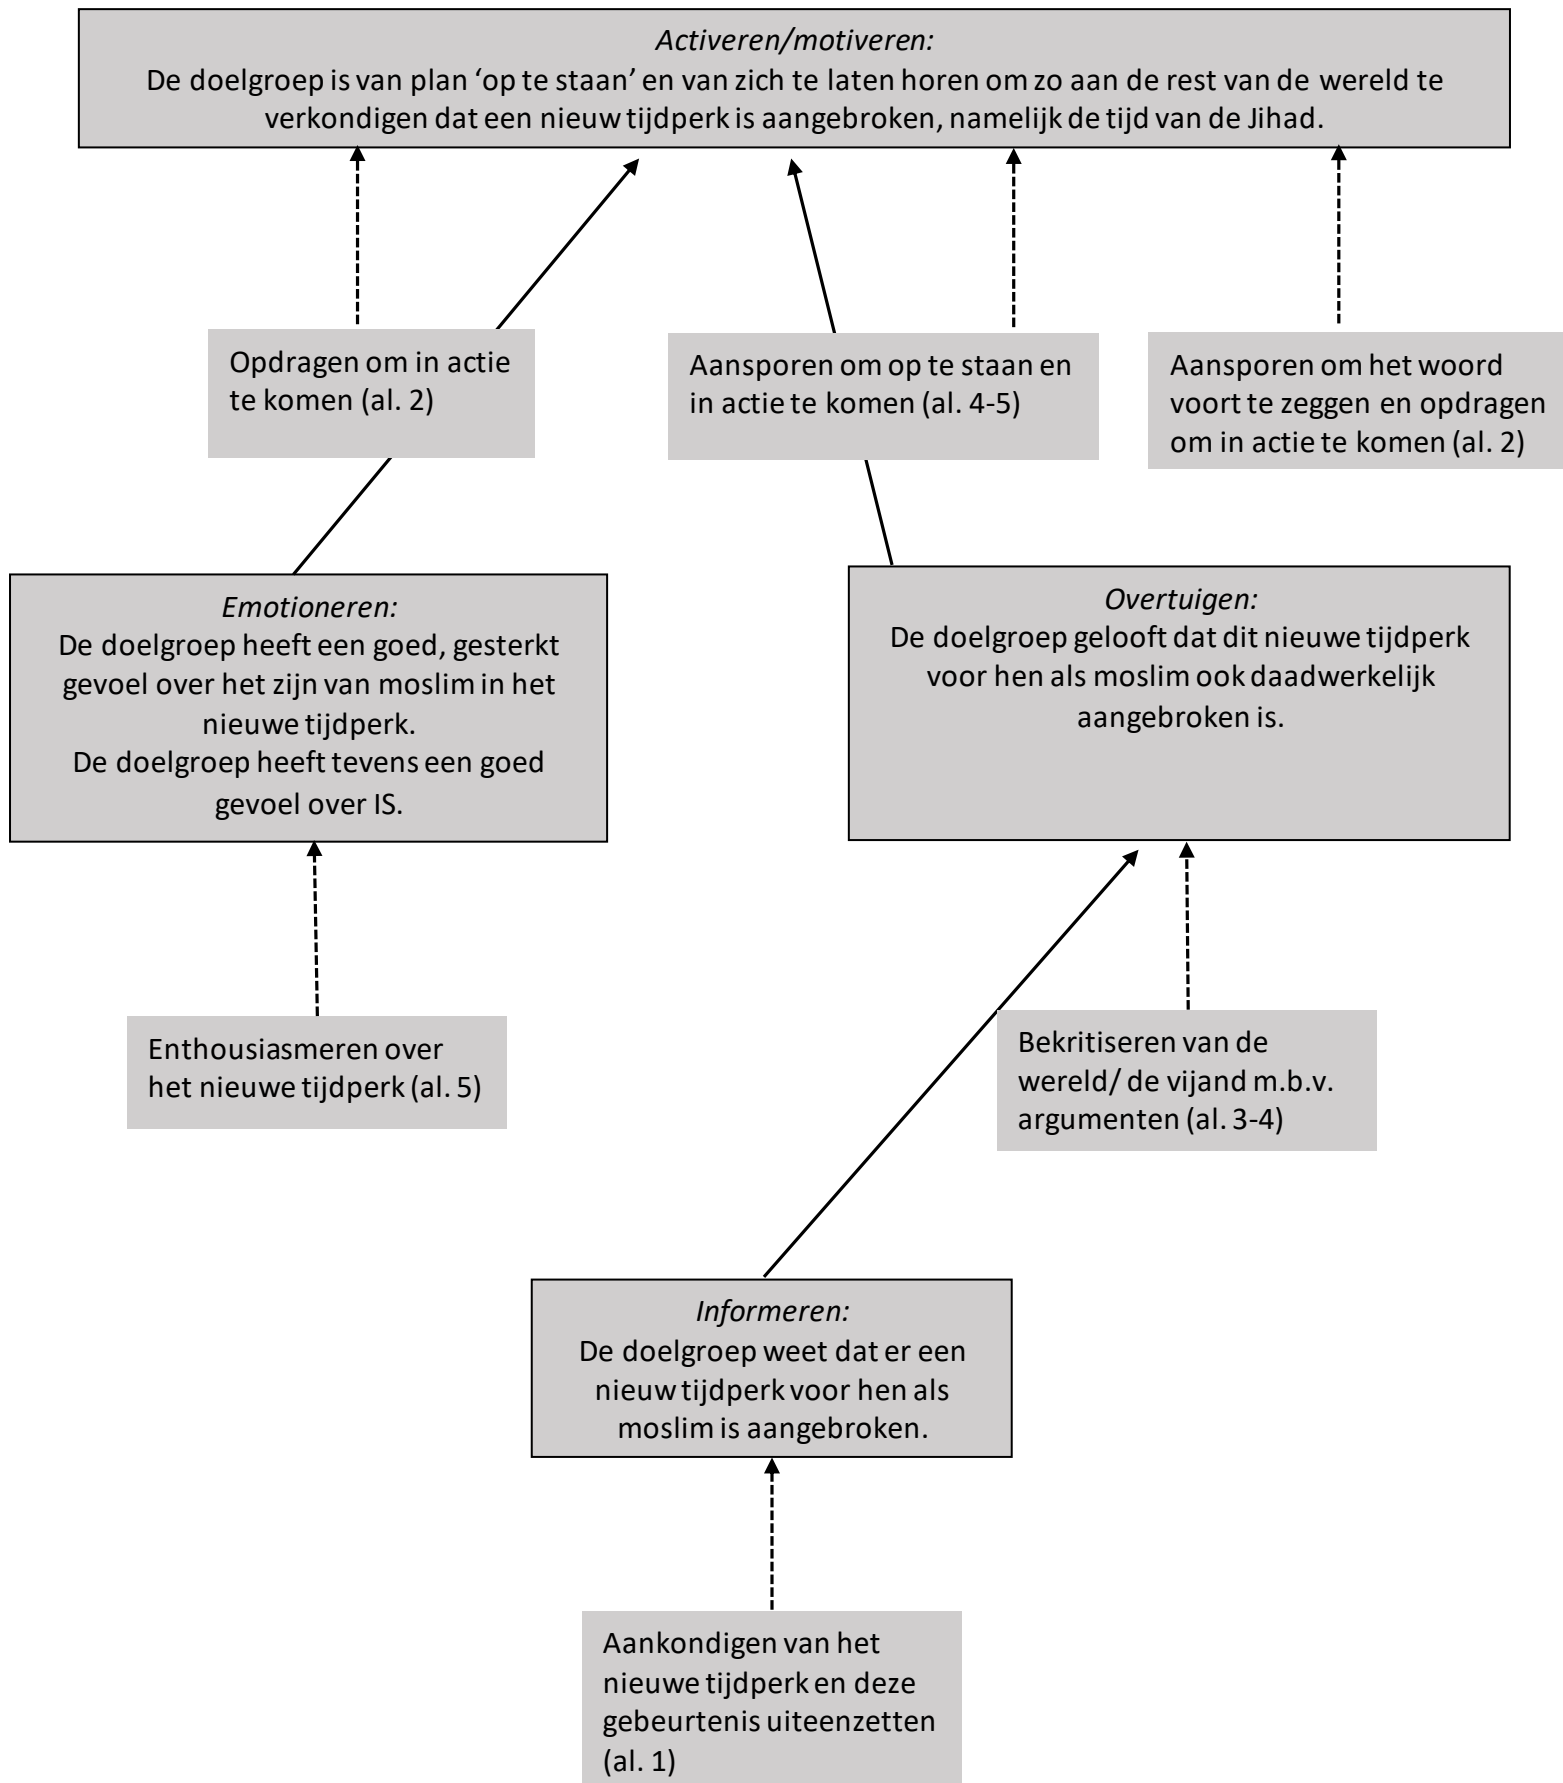 Activeren/motiveren:
De doelgroep is van plan ‘op te staan’ en van zich te laten horen om zo aan de rest van de wereld te
verkondigen dat een nieuw tijdperk is aangebroken, namelijk de tijd van de Jihad.
Opdragen om in actie
te komen (al. 2)
Aansporen om op te staan en
in actie te komen (al. 4-5)
Aansporen om het woord
voort te zeggen en opdragen
om in actie te komen (al. 2)
Emotioneren:
De doelgroep heeft een goed, gesterkt
gevoel over het zijn van moslim in het
nieuwe tijdperk.
De doelgroep heeft tevens een goed
gevoel over IS.
Overtuigen:
De doelgroep gelooft dat dit nieuwe tijdperk
voor hen als moslim ook daadwerkelijk
aangebroken is.
Enthousiasmeren over
het nieuwe tijdperk (al. 5)
Bekritiseren van de
wereld/ de vijand m.b.v.
argumenten (al. 3-4)
Informeren:
De doelgroep weet dat er een
nieuw tijdperk voor hen als
moslim is aangebroken.
Aankondigen van het
nieuwe tijdperk en deze
gebeurtenis uiteenzetten
(al. 1)